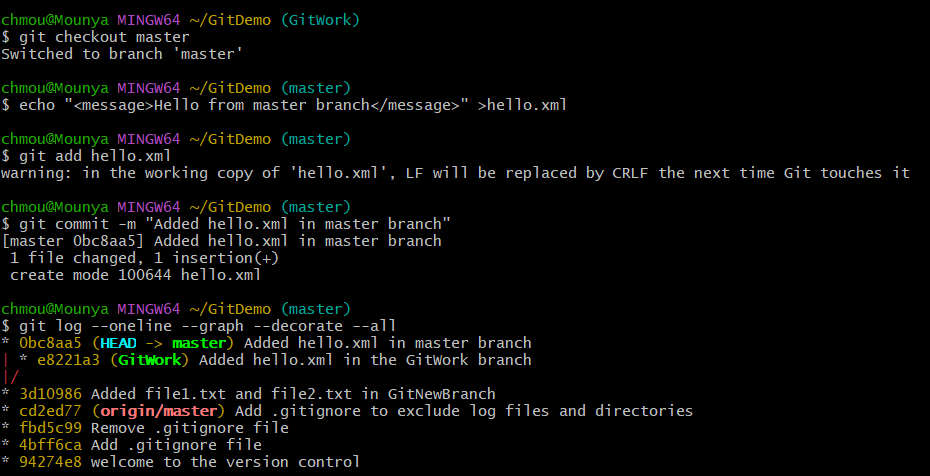 chmou@Mounya MINGW64 ~/GitDemo (GitWork)
$ git checkout master
Switched to branch 'master'
chmou@Mounya MINGW64 ~/GitDemo (master)
$ echo "<message>Hello from master branch</message>" >hello.xml
chmou@Mounya MINGW64 ~/GitDemo (master)
$ git add hello.xml
warning: in the working copy of 'hello.xml', LF will be replaced by CRLF the next time Git touches it
chmou@Mounya MINGW64 ~/GitDemo (master)
$ git commit -m "Added hello.xml in master branch"
[master 0bc8aa5] Added hello.xml in master branch
 1 file changed, 1 insertion(+)
 create mode 100644 hello.xml
chmou@Mounya MINGW64 ~/GitDemo (master)
$ git log --oneline --graph --decorate --all
* 0bc8aa5 (HEAD -> master) Added hello.xml in master branch
| * e8221a3 (GitWork) Added hello.xml in the GitWork branch
|/
* 3d10986 Added file1.txt and file2.txt in GitNewBranch
* cd2ed77 (origin/master) Add .gitignore to exclude log files and directories
* fbd5c99 Remove .gitignore file
* 4bff6ca Add .gitignore file
* 94274e8 welcome to the version control